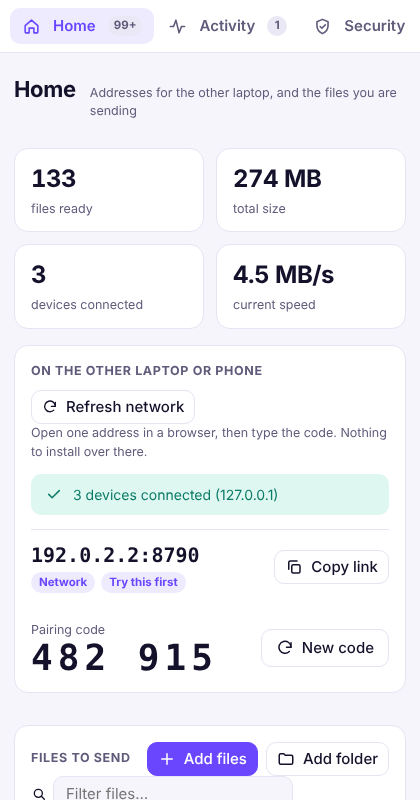 Home 99+ Activity 1 Security
Home Addresses for the other laptop, and the files you are
sending
133
files ready
274 MB
total size
3
devices connected
4.5 MB/s
current speed
ON THE OTHER LAPTOP OR PHONE
Refresh network
Open one address in a browser, then type the code. Nothing
to install over there.
3 devices connected (127.0.0.1)
192.0.2.2:8790
Network Try this first
Copy link
Pairing code
482 915
New code
FILES TO SEND Add files Add folder
Filter files...